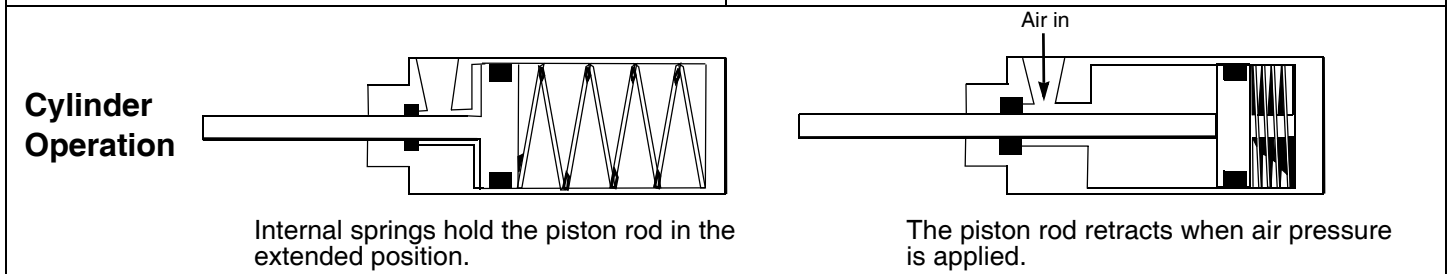 Air in
Cylinder
Operation
Internal springs hold the piston rod in the
extended position.
The piston rod retracts when air pressure
is applied.